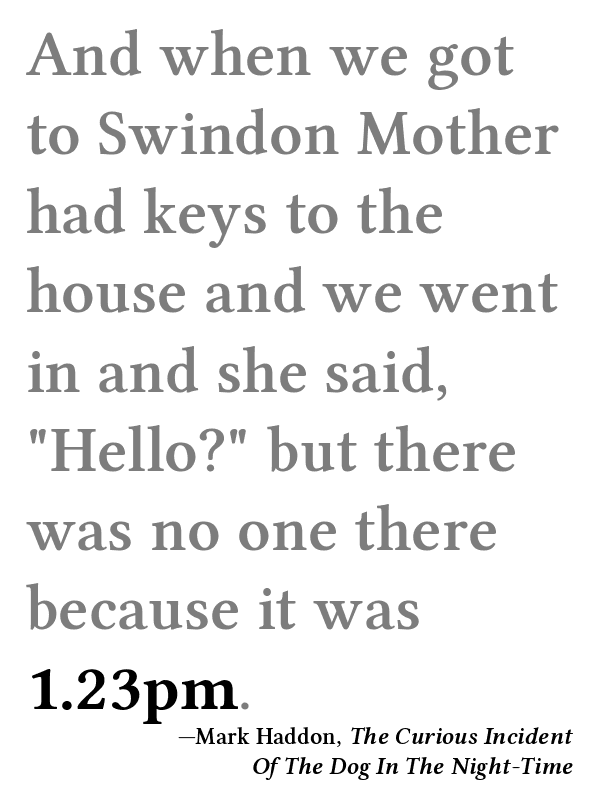 And when we got
to Swindon Mother
had keys to the
house and we went
in and she said,
"Hello?" but there
was no one there
because it was
1.23pm.
—Mark Haddon, The Curious Incident
Of The Dog In The Night-Time